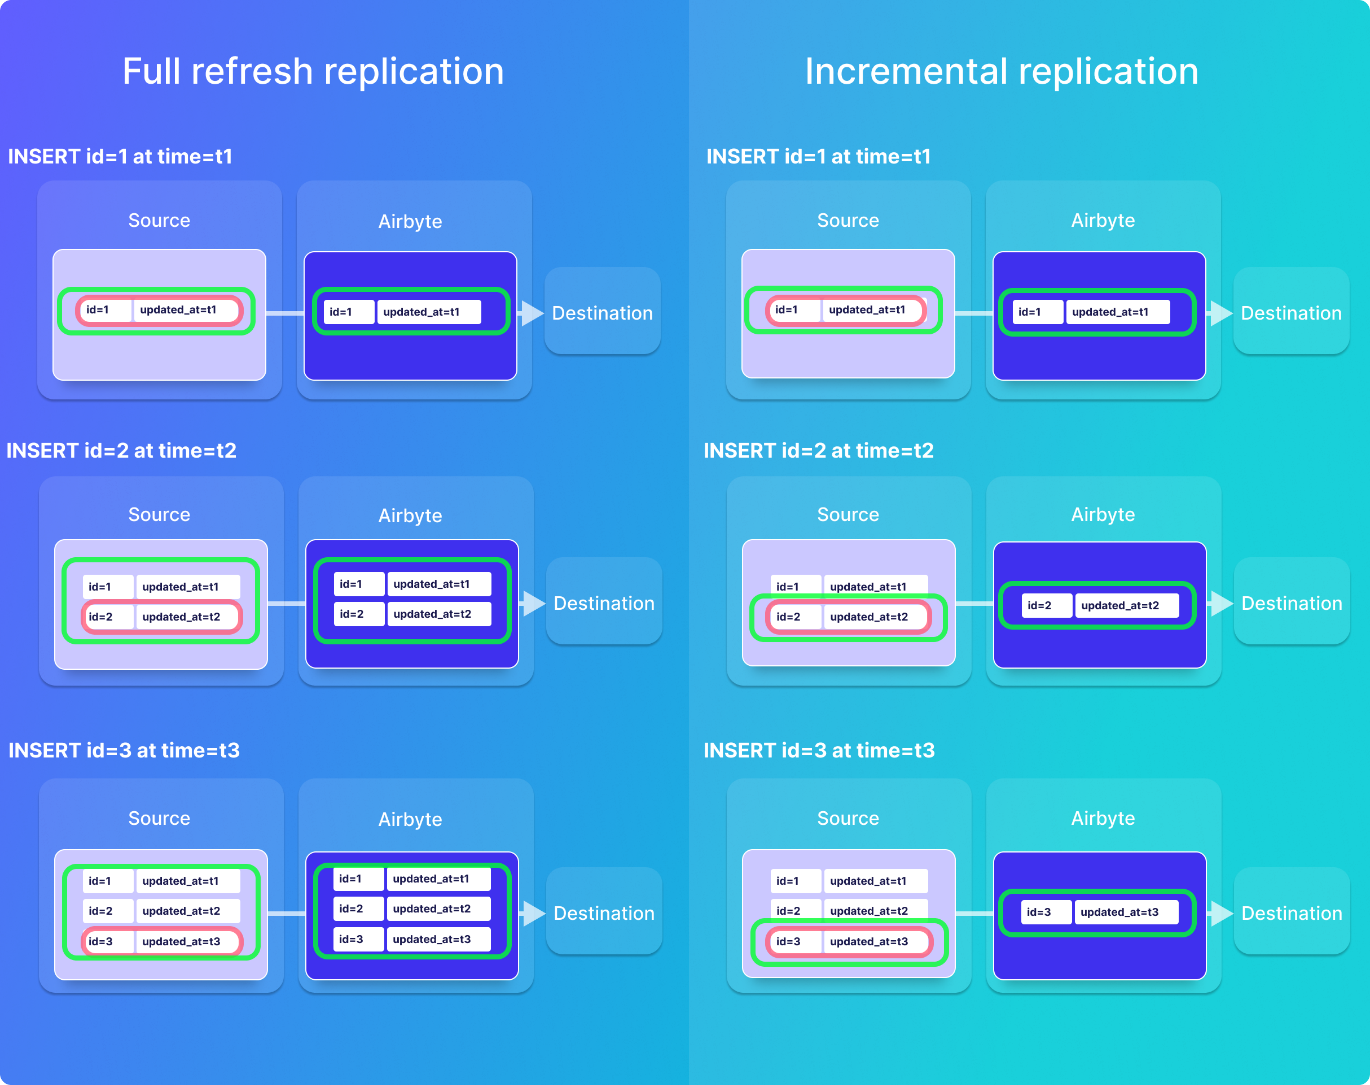 Full refresh replication
INSERT id=1 at time=t1
Source
Airbyte
id=1 updated_at=t1
id=1 updated_at=t1
Destination
INSERT id=2 at time=t2
Source
Airbyte
id=1 updated_at=t1
id=2 updated_at=t2
id=1 updated_at=t1
id=2 updated_at=t2
Destination
INSERT id=3 at time=t3
Source
Airbyte
id=1 updated_at=t1
id=2 updated_at=t2
id=3 updated_at=t3
id=1 updated_at=t1
id=2 updated_at=t2
id=3 updated_at=t3
Destination
Incremental replication
INSERT id=1 at time=t1
Source
Airbyte
id=1 updated_at=t1
id=1 updated_at=t1
Destination
INSERT id=2 at time=t2
Source
Airbyte
id=1 updated_at=t1
id=2 updated_at=t2
id=2 updated_at=t2
Destination
INSERT id=3 at time=t3
Source
Airbyte
id=1 updated_at=t1
id=2 updated_at=t2
id=3 updated_at=t3
id=3 updated_at=t3
Destination